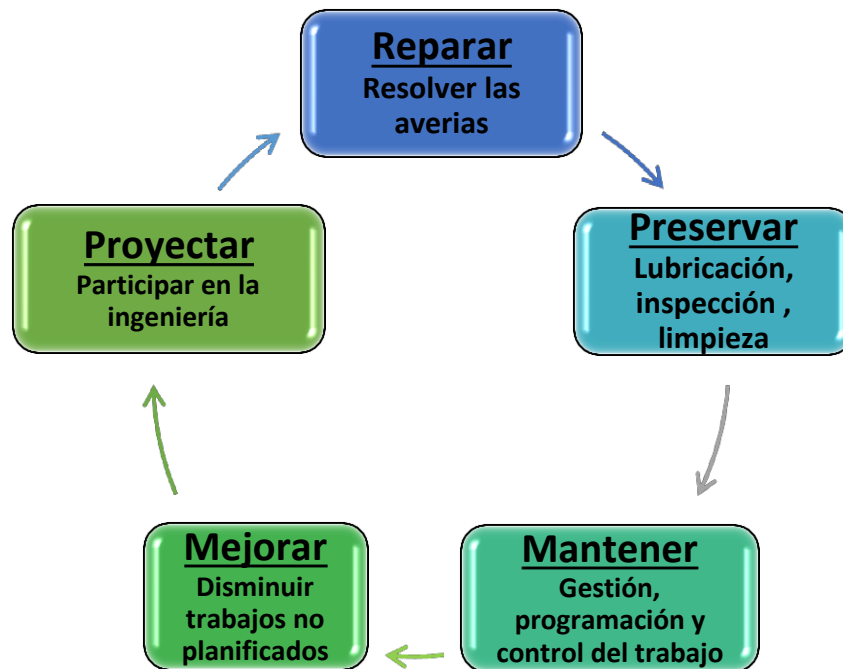 Reparar
Resolver las
averias
Preservar
Lubricación,
inspección ,
limpieza
Mantener
Gestión,
programación y
control del trabajo
Mejorar
Disminuir
trabajos no
planificados
Proyectar
Participar en la
ingeniería